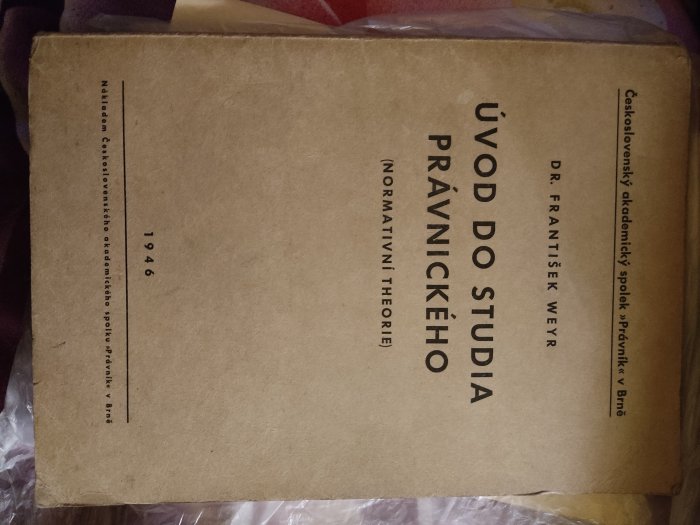 Československý akademický spolek »Právník« v Brně
DR. FRANTIŠEK WEYR
ÚVOD DO STUDIA
PRÁVNICKÉHO
(NORMATIVNÍ THEORIE)
1946
Nákladem Československého akademického spolku »Právník« v Brně